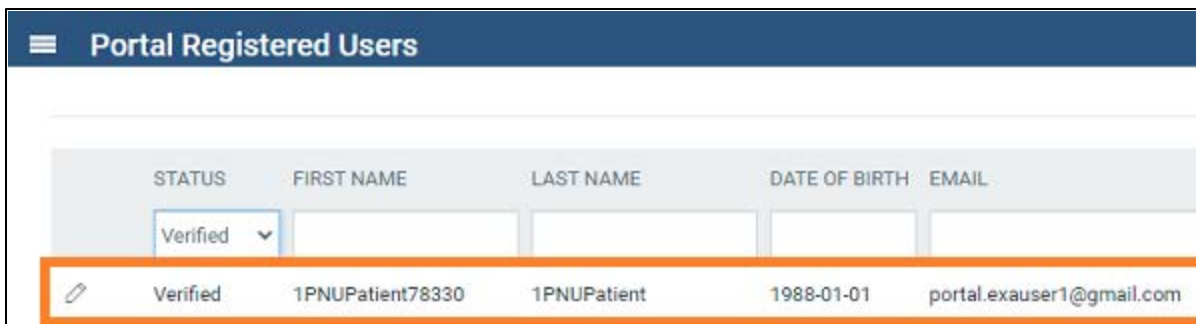 Portal Registered Users
STATUS FIRST NAME LAST NAME DATE OF BIRTH EMAIL
Verified
Verified 1PNUPatient78330 1PNUPatient 1988-01-01 portal.exauser1@gmail.com